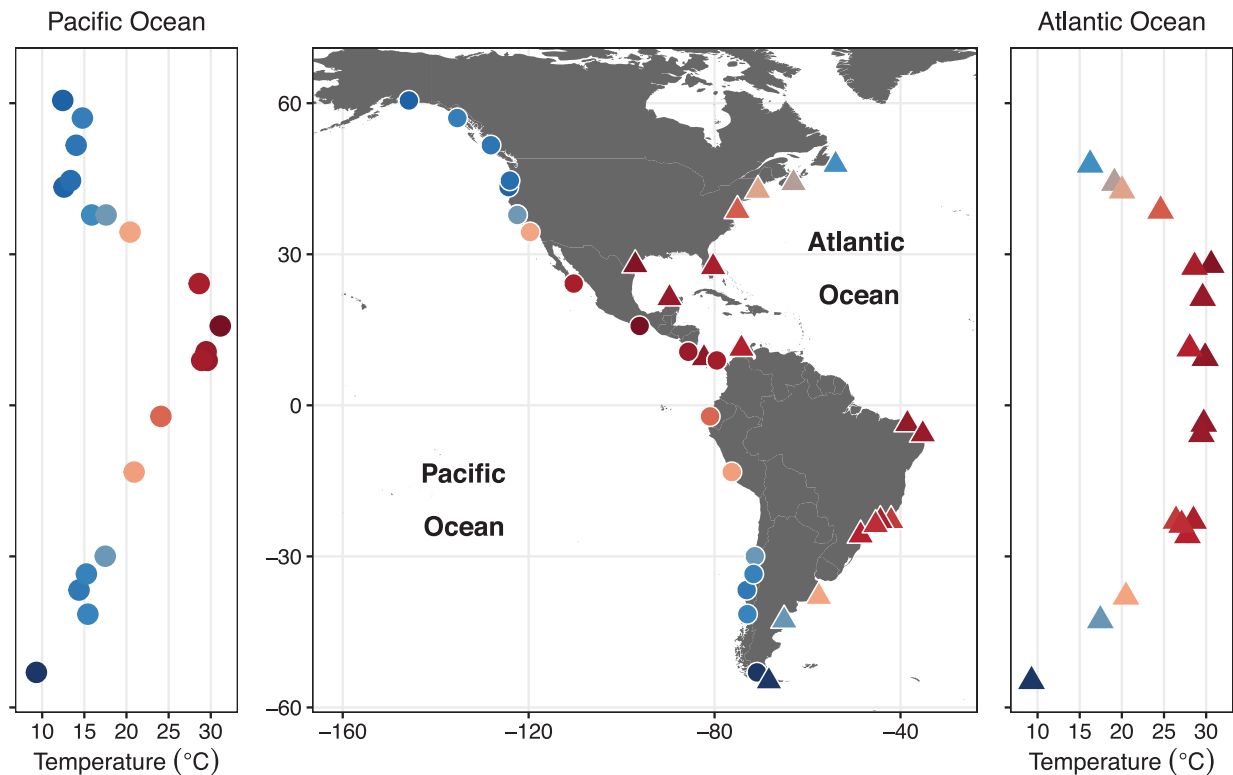 Pacific Ocean
Atlantic Ocean
60
30
0
−30
−60
Atlantic
Ocean
Pacific
Ocean
10 15 20 25 30
−160 −120 −80 −40
10 15 20 25 30
Temperature (°C)
Temperature (°C)